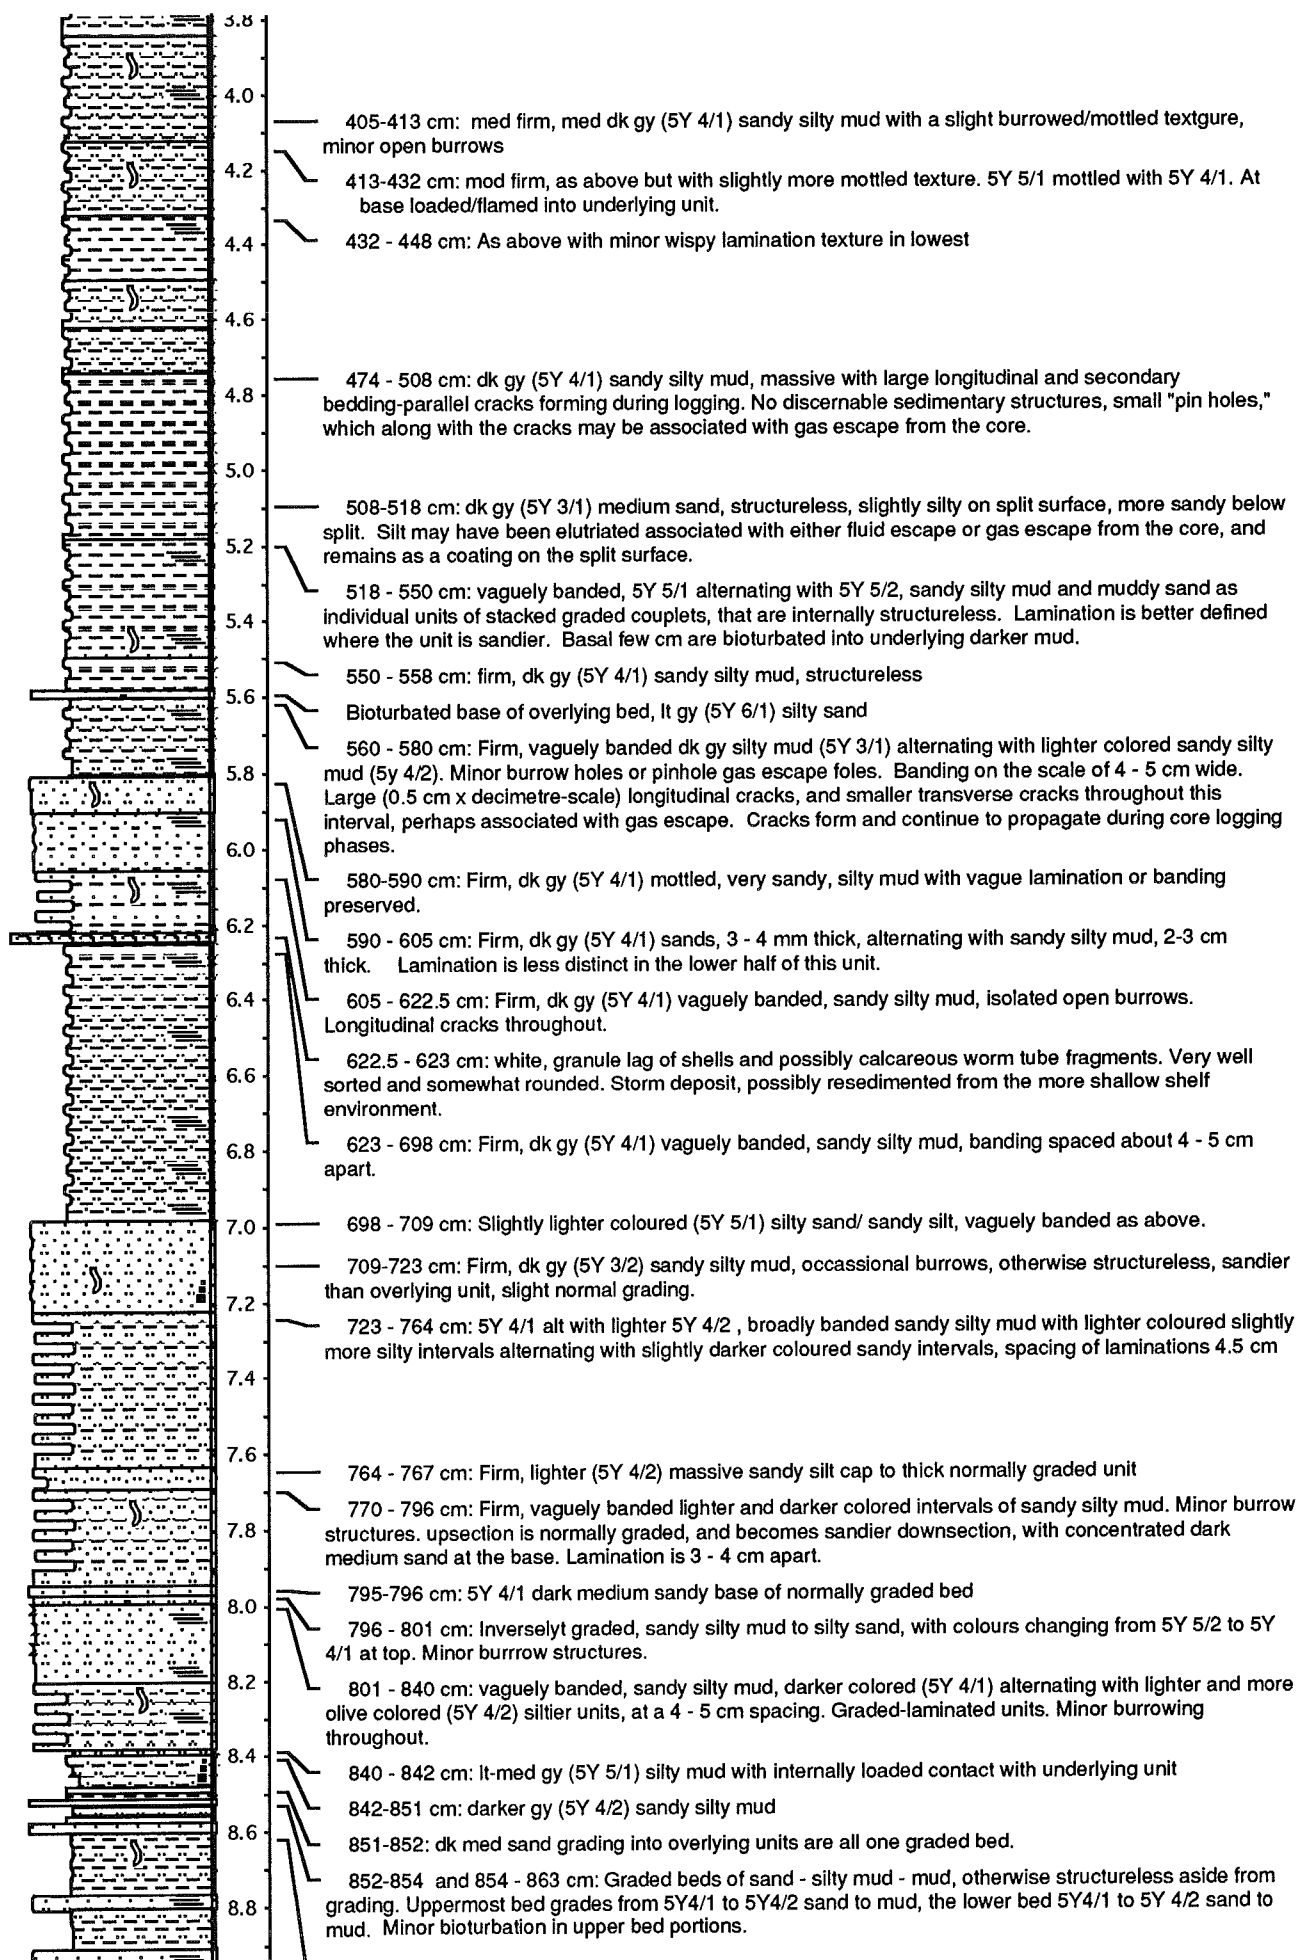 3.8
4.0
405-413 cm: med firm, med dk gy (5Y 4/1) sandy silty mud with a slight burrowed/mottled textgure,
minor open burrows
4.2
413-432 cm: mod firm, as above but with slightly more mottled texture. 5Y 5/1 mottled with 5Y 4/1. At
base loaded/flamed into underlying unit.
4.4
432 - 448 cm: As above with minor wispy lamination texture in lowest
4.6
474 - 508 cm: dk gy (5Y 4/1) sandy silty mud, massive with large longitudinal and secondary
4.8
bedding-parallel cracks forming during logging. No discernable sedimentary structures, small "pin holes,"
which along with the cracks may be associated with gas escape from the core.
5.0
508-518 cm: dk gy (5Y 3/1) medium sand, structureless, slightly silty on split surface, more sandy below
split. Silt may have been elutriated associated with either fluid escape or gas escape from the core, and
5.2
remains as a coating on the split surface.
518 - 550 cm: vaguely banded, 5Y 5/1 alternating with 5Y 5/2, sandy silty mud and muddy sand as
5.4
individual units of stacked graded couplets, that are internally structureless. Lamination is better defined
where the unit is sandier. Basal few cm are bioturbated into underlying darker mud.
550 - 558 cm: firm, dk gy (5Y 4/1) sandy silty mud, structureless
5.6
Bioturbated base of overlying bed, lt gy (5Y 6/1) silty sand
560 - 580 cm: Firm, vaguely banded dk gy silty mud (5Y 3/1) alternating with lighter colored sandy silty
5.8
mud (5y 4/2). Minor burrow holes or pinhole gas escape foles. Banding on the scale of 4 - 5 cm wide.
Large (0.5 cm x decimetre-scale) longitudinal cracks, and smaller transverse cracks throughout this
interval, perhaps associated with gas escape. Cracks form and continue to propagate during core logging
6.0
phases.
580-590 cm: Firm, dk gy (5Y 4/1) mottled, very sandy, silty mud with vague lamination or banding
preserved.
6.2
590 - 605 cm: Firm, dk gy (5Y 4/1) sands, 3 - 4 mm thick, alternating with sandy silty mud, 2-3 cm
thick. Lamination is less distinct in the lower half of this unit.
6.4
605 - 622.5 cm: Firm, dk gy (5Y 4/1) vaguely banded, sandy silty mud, isolated open burrows.
Longitudinal cracks throughout.
622.5 - 623 cm: white, granule lag of shells and possibly calcareous worm tube fragments. Very well
6.6
sorted and somewhat rounded. Storm deposit, possibly resedimented from the more shallow shelf
environment.
6.8
623 - 698 cm: Firm, dk gy (5Y 4/1) vaguely banded, sandy silty mud, banding spaced about 4 - 5 cm
apart.
7.0
698 - 709 cm: Slightly lighter coloured (5Y 5/1) silty sand/ sandy silt, vaguely banded as above.
709-723 cm: Firm, dk gy (5Y 3/2) sandy silty mud, occassional burrows, otherwise structureless, sandier
7.2
than overlying unit, slight normal grading.
723 - 764 cm: 5Y 4/1 alt with lighter 5Y 4/2 , broadly banded sandy silty mud with lighter coloured slightly
more silty intervals alternating with slightly darker coloured sandy intervals, spacing of laminations 4.5 cm
7.4
7.6
764 - 767 cm: Firm, lighter (5Y 4/2) massive sandy silt cap to thick normally graded unit
770 - 796 cm: Firm, vaguely banded lighter and darker colored intervals of sandy silty mud. Minor burrow
7.8
structures. upsection is normally graded, and becomes sandier downsection, with concentrated dark
medium sand at the base. Lamination is 3 - 4 cm apart.
795-796 cm: 5Y 4/1 dark medium sandy base of normally graded bed
8.0
796 - 801 cm: Inverselyt graded, sandy silty mud to silty sand, with colours changing from 5Y 5/2 to 5Y
4/1 at top. Minor burrrow structures.
8.2
801 - 840 cm: vaguely banded, sandy silty mud, darker colored (5Y 4/1) alternating with lighter and more
olive colored (5Y 4/2) siltier units, at a 4 - 5 cm spacing. Graded-laminated units. Minor burrowing
throughout.
8.4
840 - 842 cm: lt-med gy (5Y 5/1) silty mud with internally loaded contact with underlying unit
842-851 cm: darker gy (5Y 4/2) sandy silty mud
8.6
851-852: dk med sand grading into overlying units are all one graded bed.
852-854 and 854 - 863 cm: Graded beds of sand - silty mud - mud, otherwise structureless aside from
8.8
grading. Uppermost bed grades from 5Y4/1 to 5Y4/2 sand to mud, the lower bed 5Y4/1 to 5Y 4/2 sand to
mud. Minor bioturbation in upper bed portions.